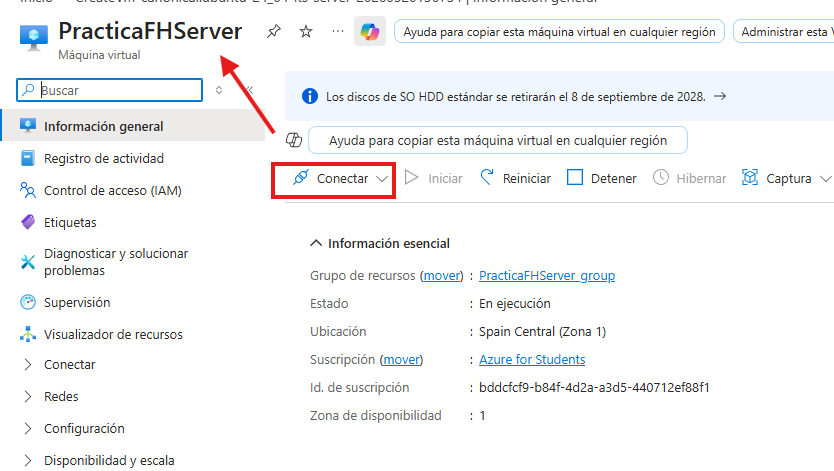 Inicio
PracticaFHServer
Máquina virtual
Ayuda para copiar esta máquina virtual en cualquier región
Administrar esta V
Buscar
Los discos de SO HDD estándar se retirarán el 8 de septiembre de 2028.
Información general
Ayuda para copiar esta máquina virtual en cualquier región
Registro de actividad
Conectar
Iniciar
Reiniciar
Detener
Hibernar
Captura
Control de acceso (IAM)
Etiquetas
Diagnosticar y solucionar
problemas
Supervisión
Visualizador de recursos
Conectar
Redes
Configuración
Disponibilidad y escala
Información esencial
Grupo de recursos (mover) : PracticaFHServer_group
Estado : En ejecución
Ubicación : Spain Central (Zona 1)
Suscripción (mover) : Azure for Students
Id. de suscripción : bddcfcf9-b84f-4d2a-a3d5-440712ef88f1
Zona de disponibilidad : 1